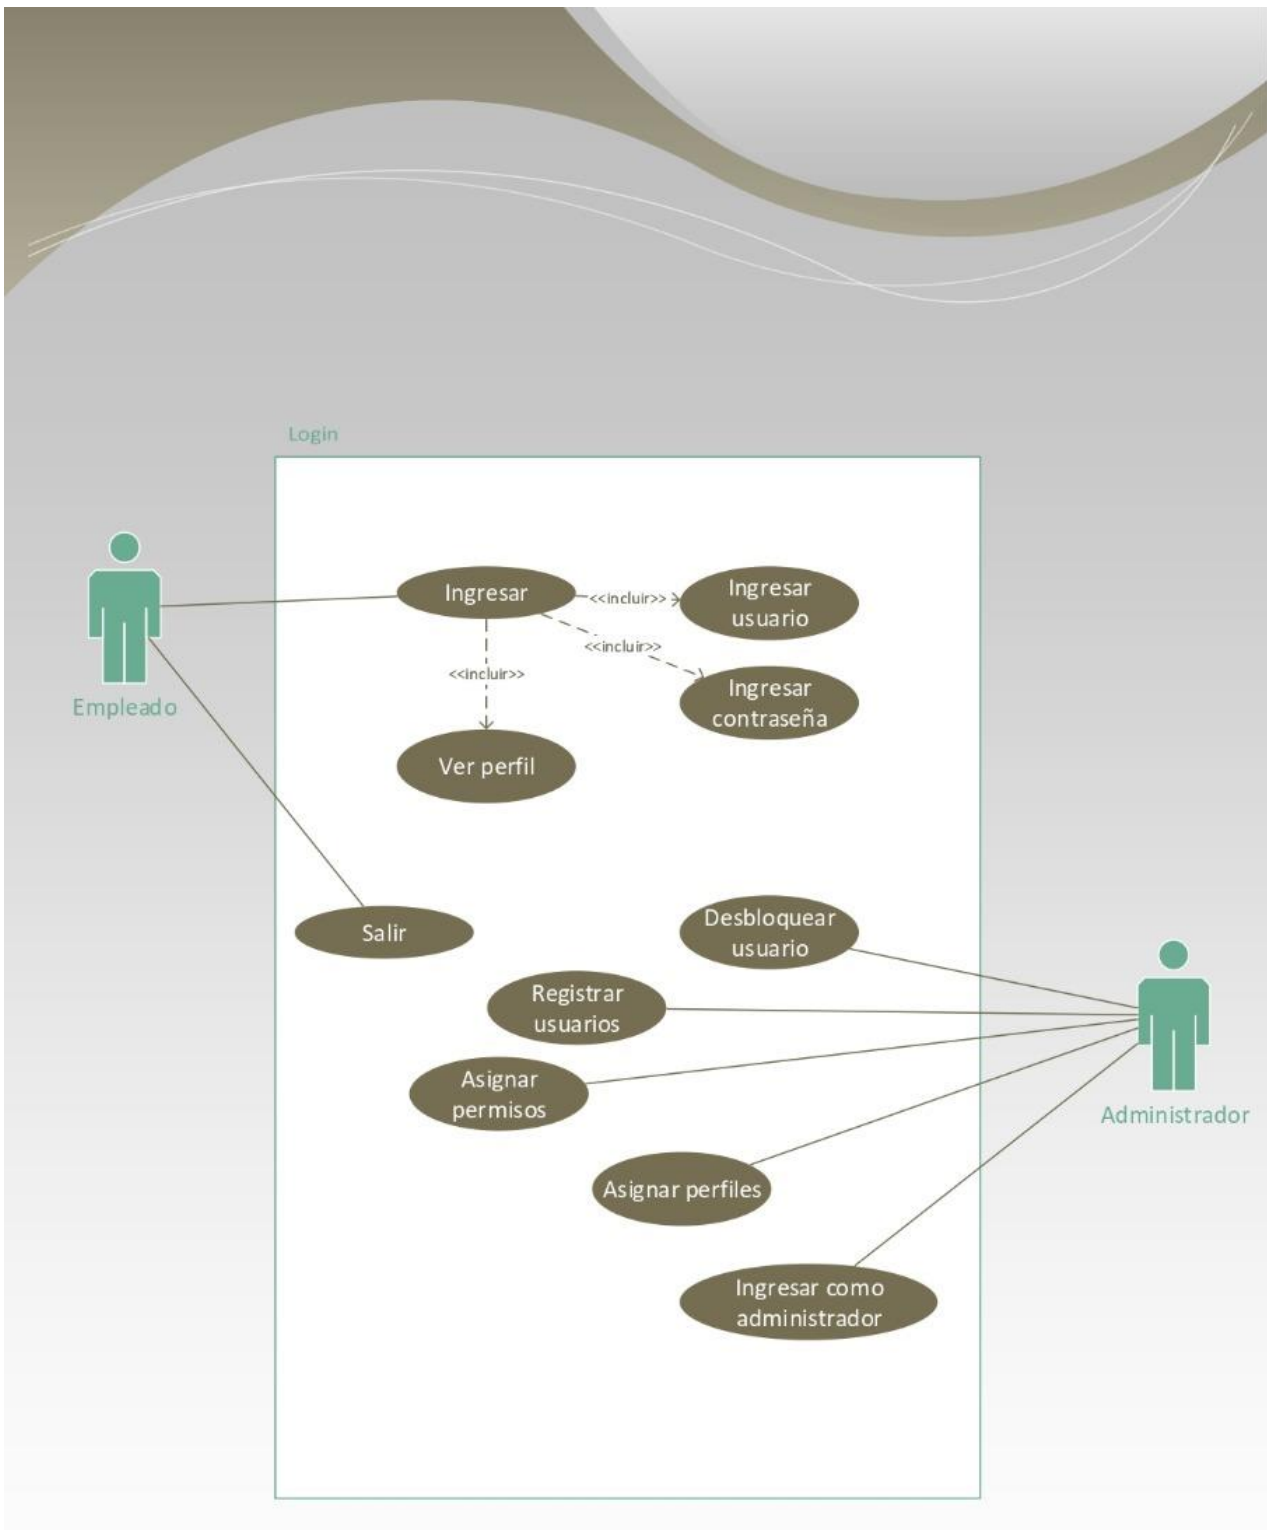 Login
Ingresar
<<incluir>>
Ingresar
usuario
<<incluir>>
<<incluir>>
Ingresar
contraseña
Empleado
Ver perfil
Salir
Desbloquear
usuario
Registrar
usuarios
Asignar
permisos
Administrador
Asignar perfiles
Ingresar como
administrador